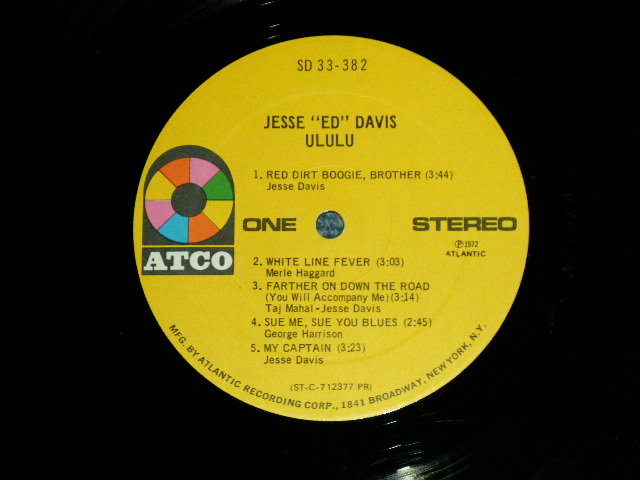 SD 33-382
JESSE "ED" DAVIS
ULULU
1. RED DIRT BOOGIE, BROTHER (3:44)
Jesse Davis
ONE
STEREO
Ⓟ 1972
ATLANTIC
ATCO
2. WHITE LINE FEVER (3:03)
Merle Haggard
3. FARTHER ON DOWN THE ROAD
(You Will Accompany Me) (3:14)
Taj Mahal - Jesse Davis
4. SUE ME, SUE YOU BLUES (2:45)
George Harrison
5. MY CAPTAIN (3:23)
Jesse Davis
(ST-C-712377 PR)
MFG. BY ATLANTIC RECORDING CORP., 1841 BROADWAY, NEW YORK, N.Y.